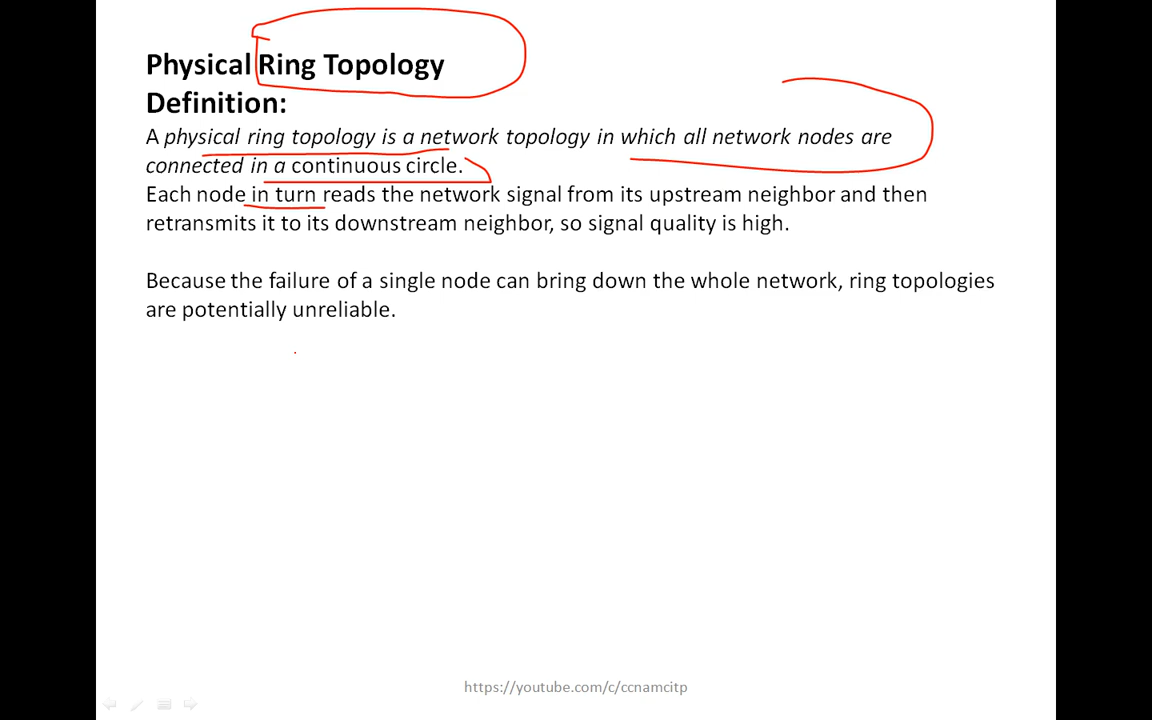 Physical Ring Topology
Definition:
A physical ring topology is a network topology in which all network nodes are
connected in a continuous circle.
Each node in turn reads the network signal from its upstream neighbor and then
retransmits it to its downstream neighbor, so signal quality is high.
Because the failure of a single node can bring down the whole network, ring topologies
are potentially unreliable.
https://youtube.com/c/ccnamcitp